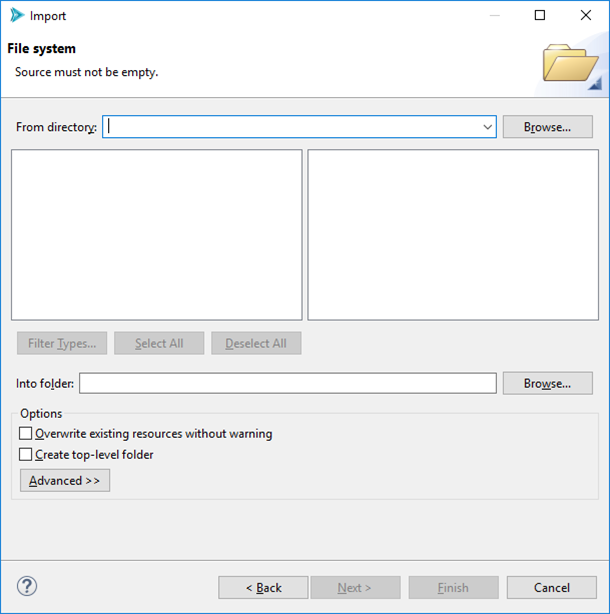 Import
File system
Source must not be empty.
From directory:
Browse...
Filter Types...
Select All
Deselect All
Into folder:
Browse...
Options
Overwrite existing resources without warning
Create top-level folder
Advanced >>
?
< Back
Next >
Finish
Cancel